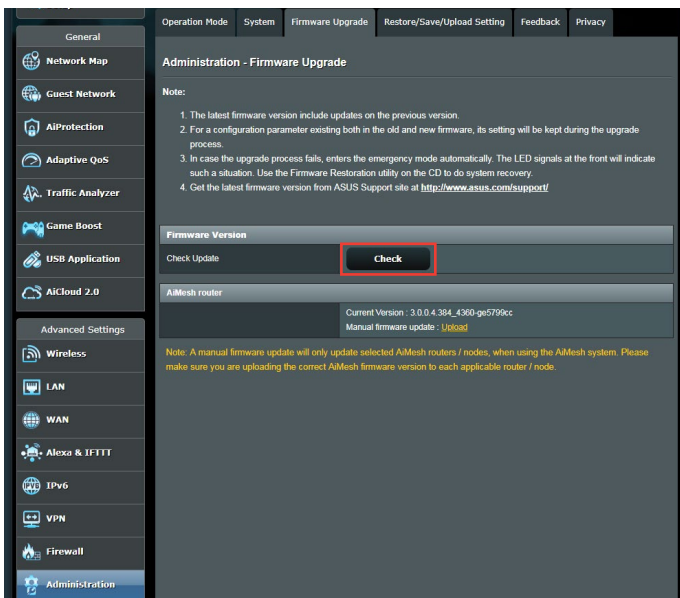 Operation Mode System Firmware Upgrade Restore/Save/Upload Setting Feedback Privacy
General
Network Map
Guest Network
AiProtection
Adaptive QoS
Traffic Analyzer
Game Boost
USB Application
AiCloud 2.0
Advanced Settings
Wireless
LAN
WAN
Alexa & IFTTT
IPv6
VPN
Firewall
Administration
Administration - Firmware Upgrade
Note:
1. The latest firmware version include updates on the previous version.
2. For a configuration parameter existing both in the old and new firmware, its setting will be kept during the upgrade
process.
3. In case the upgrade process fails, enters the emergency mode automatically. The LED signals at the front will indicate
such a situation. Use the Firmware Restoration utility on the CD to do system recovery.
4. Get the latest firmware version from ASUS Support site at http://www.asus.com/support/
Firmware Version
Check Update Check
AiMesh router
Current Version : 3.0.0.4.384_4360-ge5799cc
Manual firmware update : Upload
Note: A manual firmware update will only update selected AiMesh routers / nodes, when using the AiMesh system. Please
make sure you are uploading the correct AiMesh firmware version to each applicable router / node.